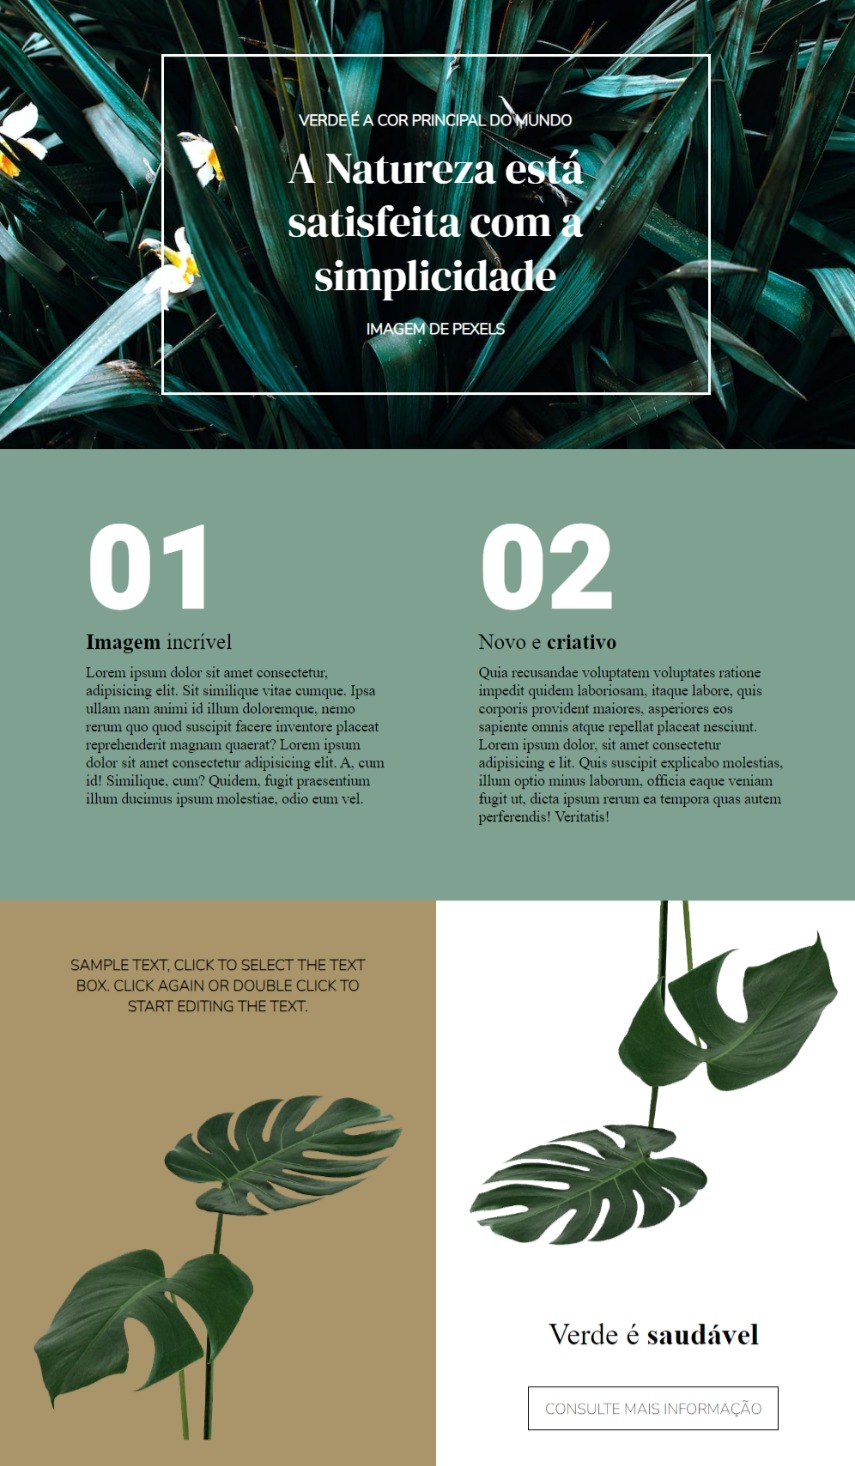 VERDE É A COR PRINCIPAL DO MUNDO
A Natureza está
satisfeita com a
simplicidade
IMAGEM DE PEXELS
01
Imagem incrível
Lorem ipsum dolor sit amet consectetur,
adipisicing elit. Sit similique vitae cumque. Ipsa
ullam nam animi id illum doloremque, nemo
rerum quo quod suscipit facere inventore placeat
reprehenderit magnam quaerat? Lorem ipsum
dolor sit amet consectetur adipisicing elit. A, cum
id! Similique, cum? Quidem, fugit praesentium
illum ducimus ipsum molestiae, odio eum vel.
02
Novo e criativo
Quia recusandae voluptatem voluptates ratione
impedit quidem laboriosam, itaque labore, quis
corporis provident maiores, asperiores eos
sapiente omnis atque repellat placeat nesciunt.
Lorem ipsum dolor, sit amet consectetur
adipisicing e lit. Quis suscipit explicabo molestias,
illum optio minus laborum, officia eaque veniam
fugit ut, dicta ipsum rerum ea tempora quas autem
perferendis! Veritatis!
SAMPLE TEXT, CLICK TO SELECT THE TEXT
BOX. CLICK AGAIN OR DOUBLE CLICK TO
START EDITING THE TEXT.
Verde é saudável
CONSULTE MAIS INFORMAÇÃO